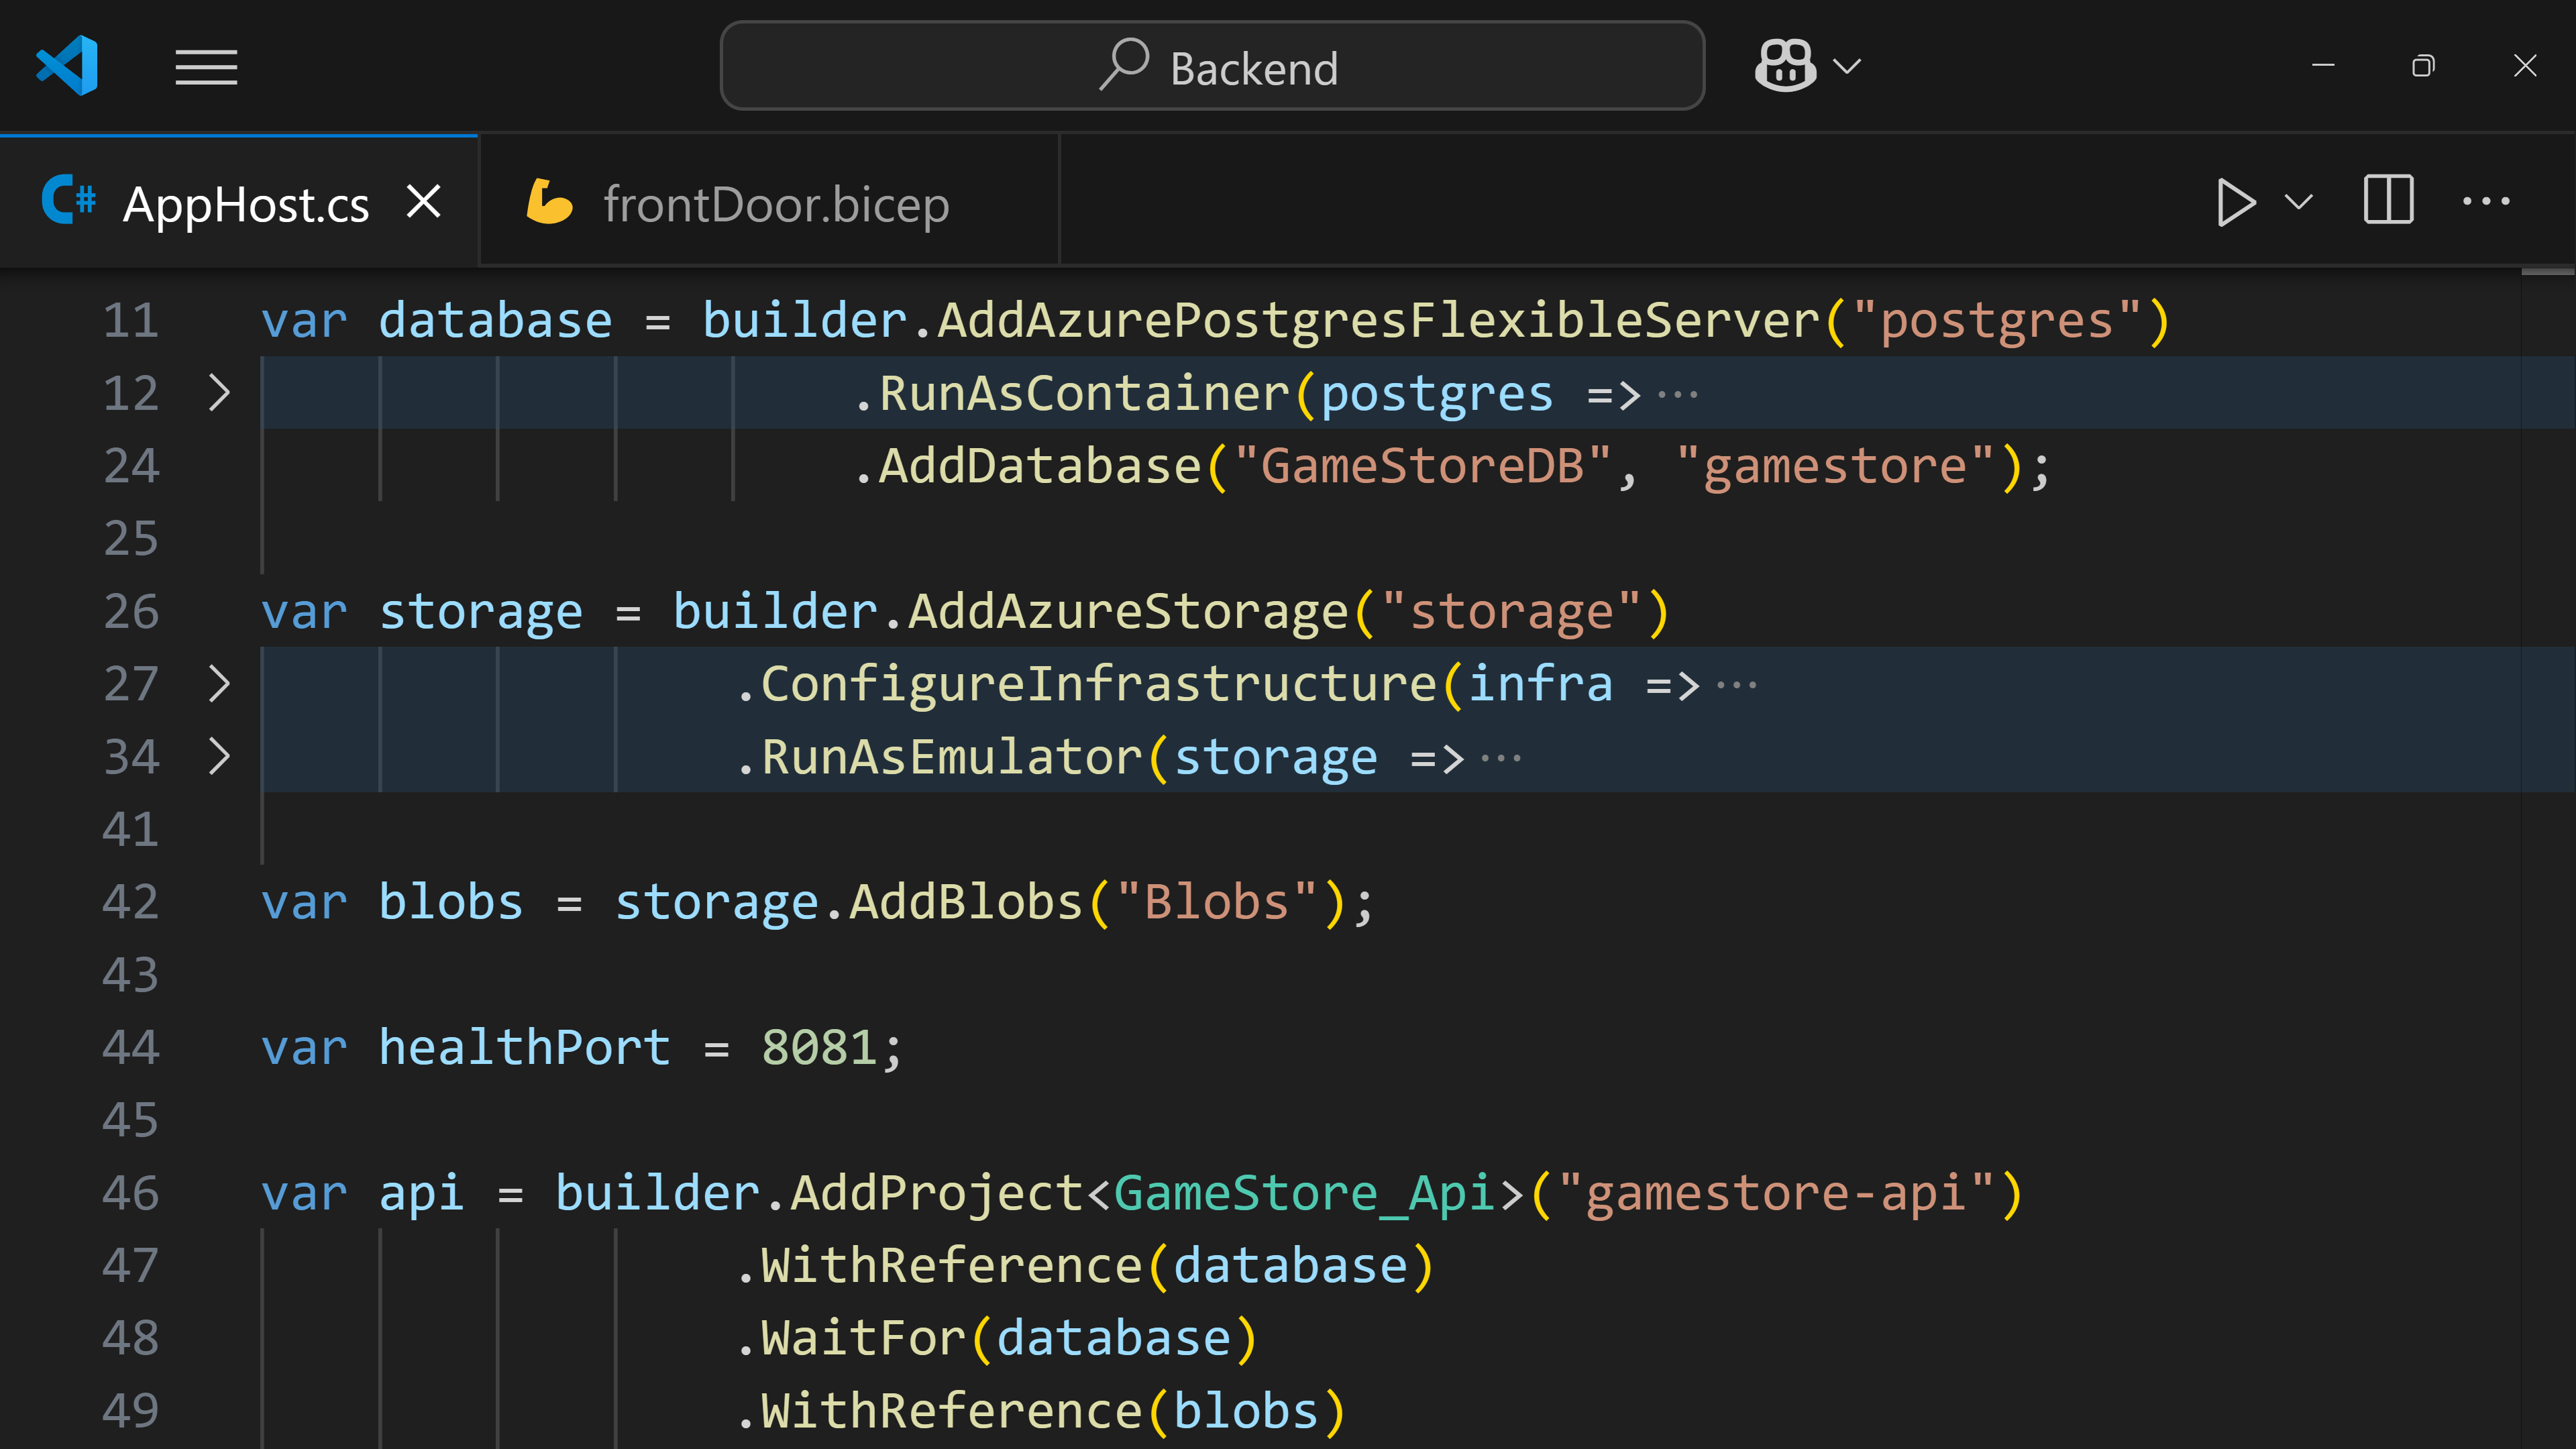 Backend
AppHost.cs
frontDoor.bicep
11 var database = builder.AddAzurePostgresFlexibleServer("postgres")
12 .RunAsContainer(postgres =>···
24 .AddDatabase("GameStoreDB", "gamestore");
25
26 var storage = builder.AddAzureStorage("storage")
27 .ConfigureInfrastructure(infra =>···
34 .RunAsEmulator(storage =>···
41
42 var blobs = storage.AddBlobs("Blobs");
43
44 var healthPort = 8081;
45
46 var api = builder.AddProject<GameStore_Api>("gamestore-api")
47 .WithReference(database)
48 .WaitFor(database)
49 .WithReference(blobs)